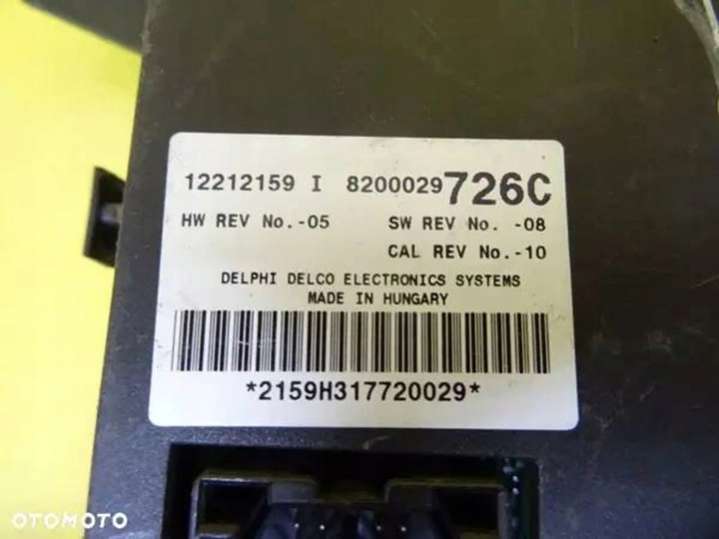 12212159 I 8200029726C
HW REV No.-05 SW REV No. -08
CAL REV No.-10
DELPHI DELCO ELECTRONICS SYSTEMS
MADE IN HUNGARY
*2159H317720029*
OTOMOTO